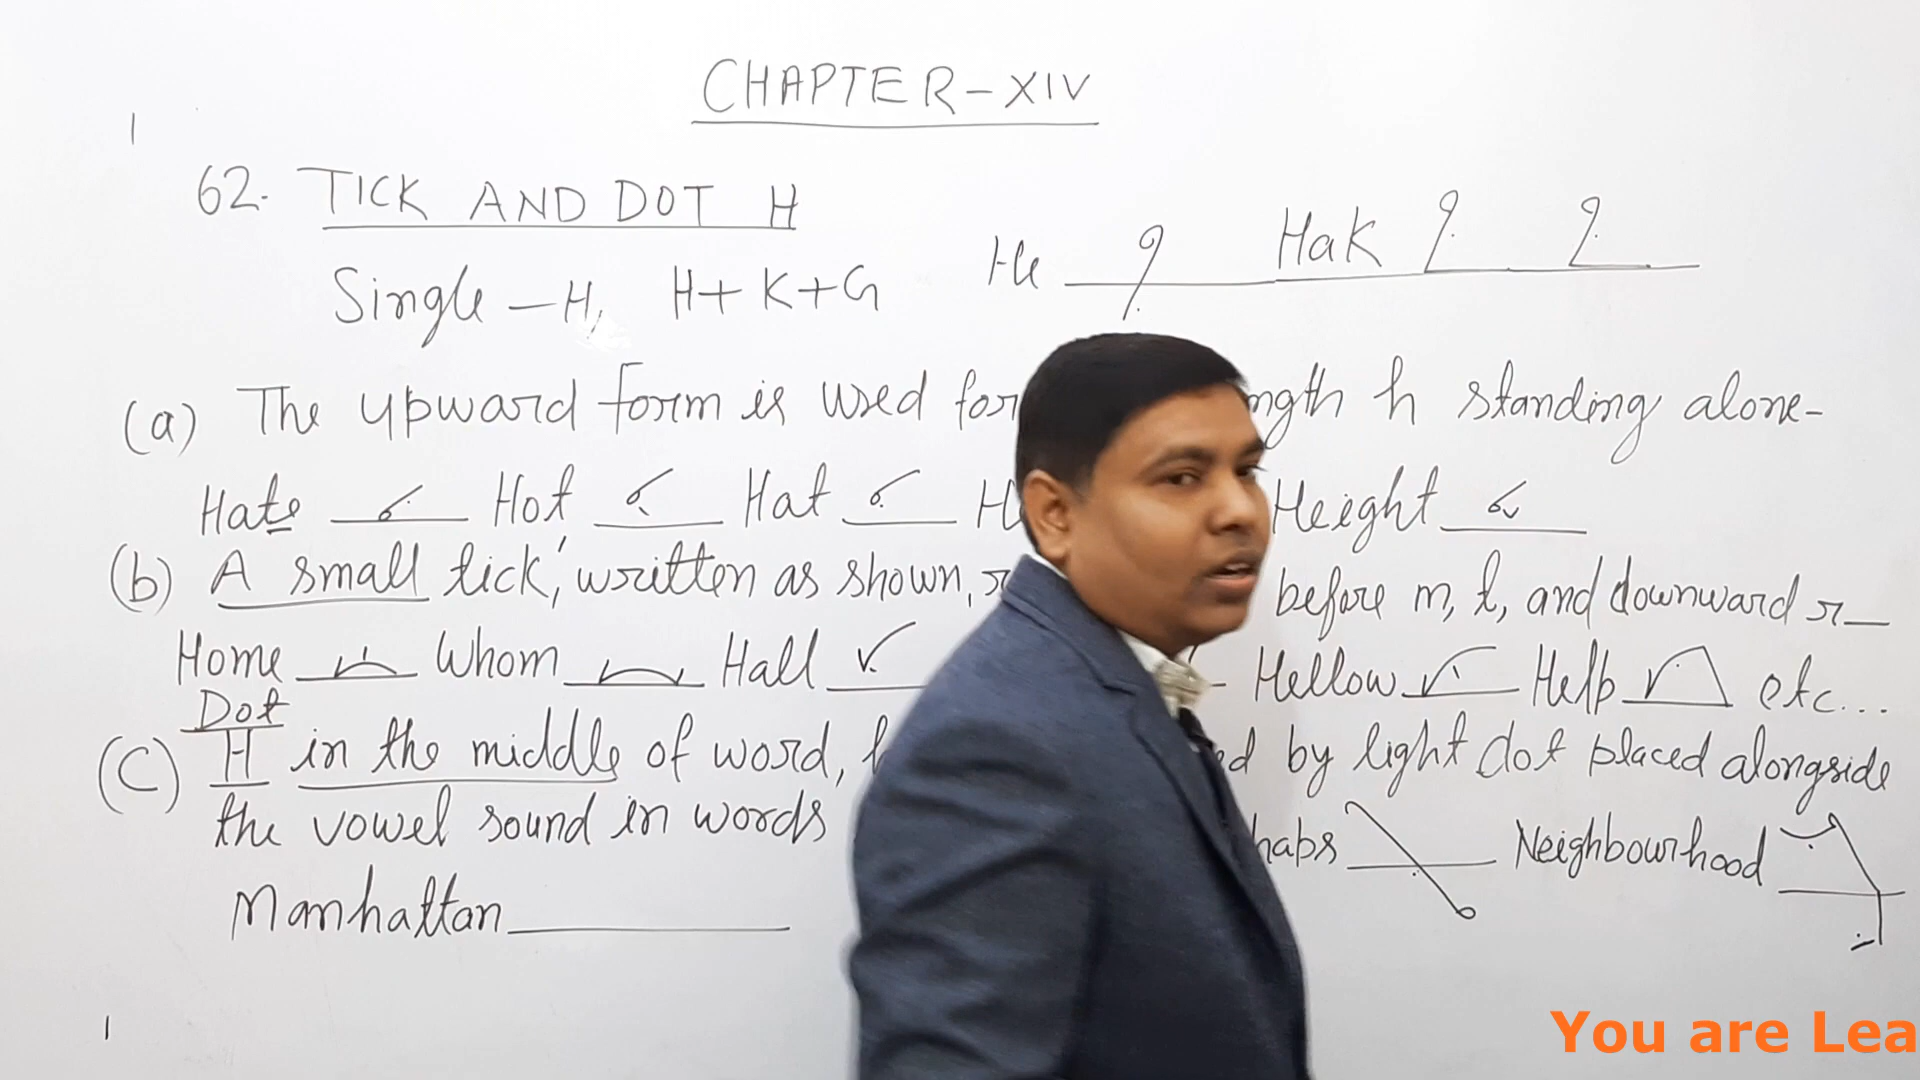 CHAPTER-XIV
62. TICK AND DOT H
Single - H, H+K+G He Hak
(a) The upward form is used for h standing alone-
Hate Hot Hat Height
(b) A small tick', written as shown, before m, l, and downward r
Home Whom Hall Hellow Help etc...
Dot
(C) H in the middle of word, by light dot placed alongside
the vowel sound in words Neighbourhood
Manhattan
You are Lea